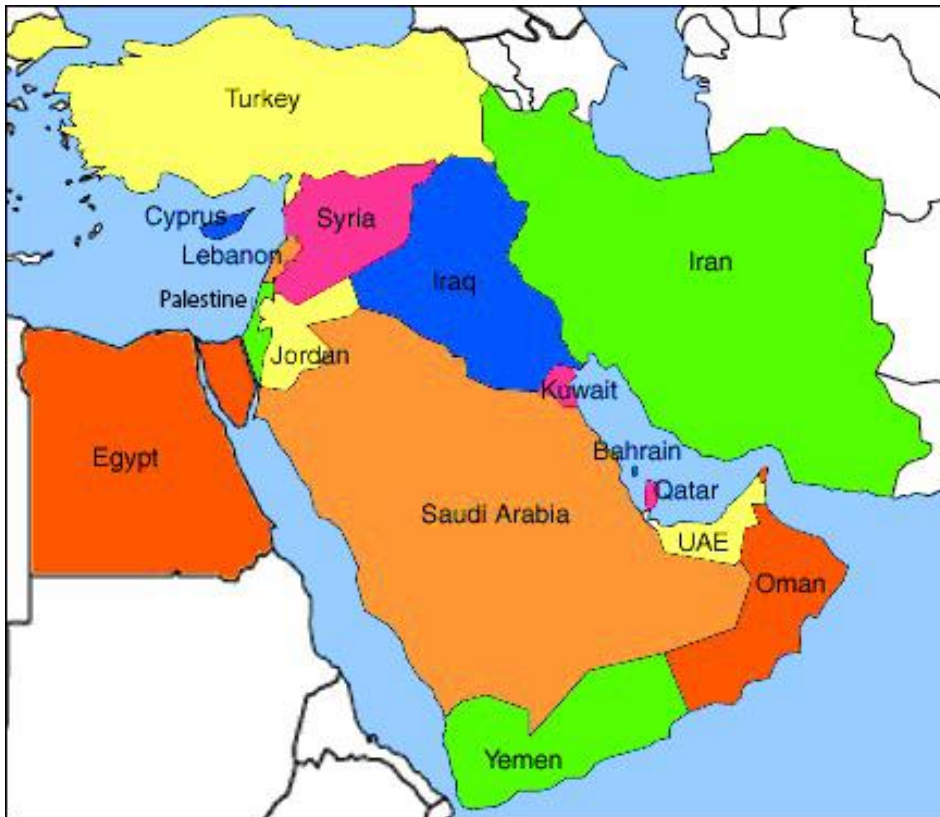 Turkey
Cyprus
Syria
Lebanon
Iran
Iraq
Palestine
Jordan
Kuwait
Egypt
Bahrain
Qatar
Saudi Arabia
UAE
Oman
Yemen